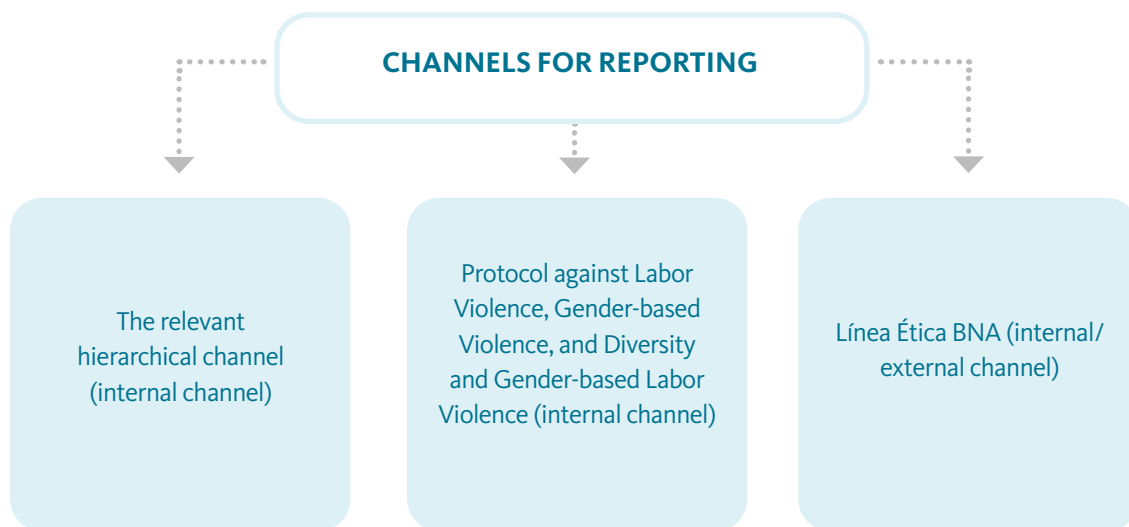 CHANNELS FOR REPORTING
The relevant
hierarchical channel
(internal channel)
Protocol against Labor
Violence, Gender-based
Violence, and Diversity
and Gender-based Labor
Violence (internal channel)
Línea Ética BNA (internal/
external channel)